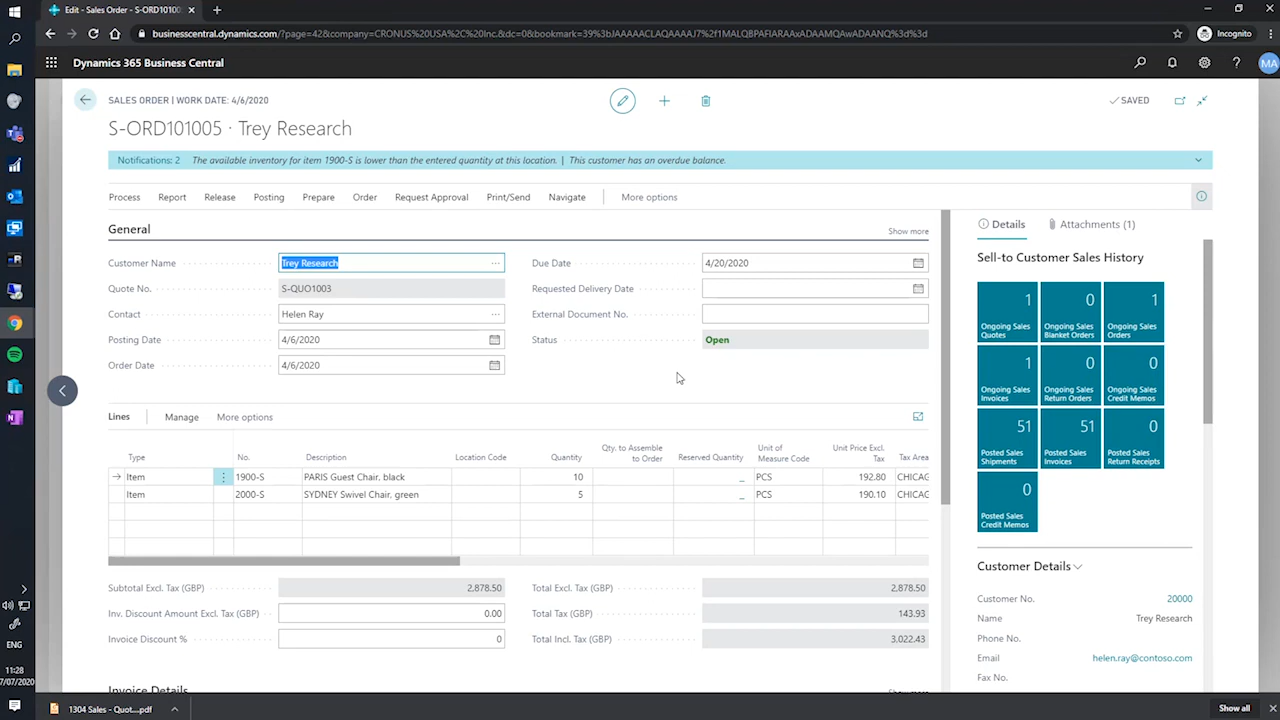 Edit - Sales Order - S-ORD1010
businesscentral.dynamics.com/?page=42&company=CRONUS%20USA%2C%20Inc.&dc=0&bookmark=39%3bJAAAAACLAQAAAAJ7%2f1MALQBPAFIARAAxADAAMQAwADAANQ%3d%3d
Incognito
Dynamics 365 Business Central
MA
SALES ORDER | WORK DATE: 4/6/2020
SAVED
S-ORD101005 · Trey Research
Notifications: 2 The available inventory for item 1900-S is lower than the entered quantity at this location. | This customer has an overdue balance.
Process Report Release Posting Prepare Order Request Approval Print/Send Navigate More options
General
Show more
Customer Name Trey Research
Due Date 4/20/2020
Quote No. S-QUO1003
Requested Delivery Date
Contact Helen Ray
External Document No.
Posting Date 4/6/2020
Status Open
Order Date 4/6/2020
Lines Manage More options
Type No. Description Location Code Quantity Qty. to Assemble to Order Reserved Quantity Unit of Measure Code Unit Price Excl. Tax Tax Area
Item 1900-S PARIS Guest Chair, black 10 _ PCS 192.80 CHICAG
Item 2000-S SYDNEY Swivel Chair, green 5 _ PCS 190.10 CHICAG
Subtotal Excl. Tax (GBP) 2,878.50
Total Excl. Tax (GBP) 2,878.50
Inv. Discount Amount Excl. Tax (GBP) 0.00
Total Tax (GBP) 143.93
Invoice Discount % 0
Total Incl. Tax (GBP) 3,022.43
Invoice Details
Show more
Details Attachments (1)
Sell-to Customer Sales History
1 Ongoing Sales Quotes
0 Ongoing Sales Blanket Orders
1 Ongoing Sales Orders
1 Ongoing Sales Invoices
0 Ongoing Sales Return Orders
0 Ongoing Sales Credit Memos
51 Posted Sales Shipments
51 Posted Sales Invoices
0 Posted Sales Return Receipts
0 Posted Sales Credit Memos
Customer Details
Customer No. 20000
Name Trey Research
Phone No.
Email helen.ray@contoso.com
Fax No.
ENG
11:28
7/07/2020
1304 Sales - Quot....pdf
Show all